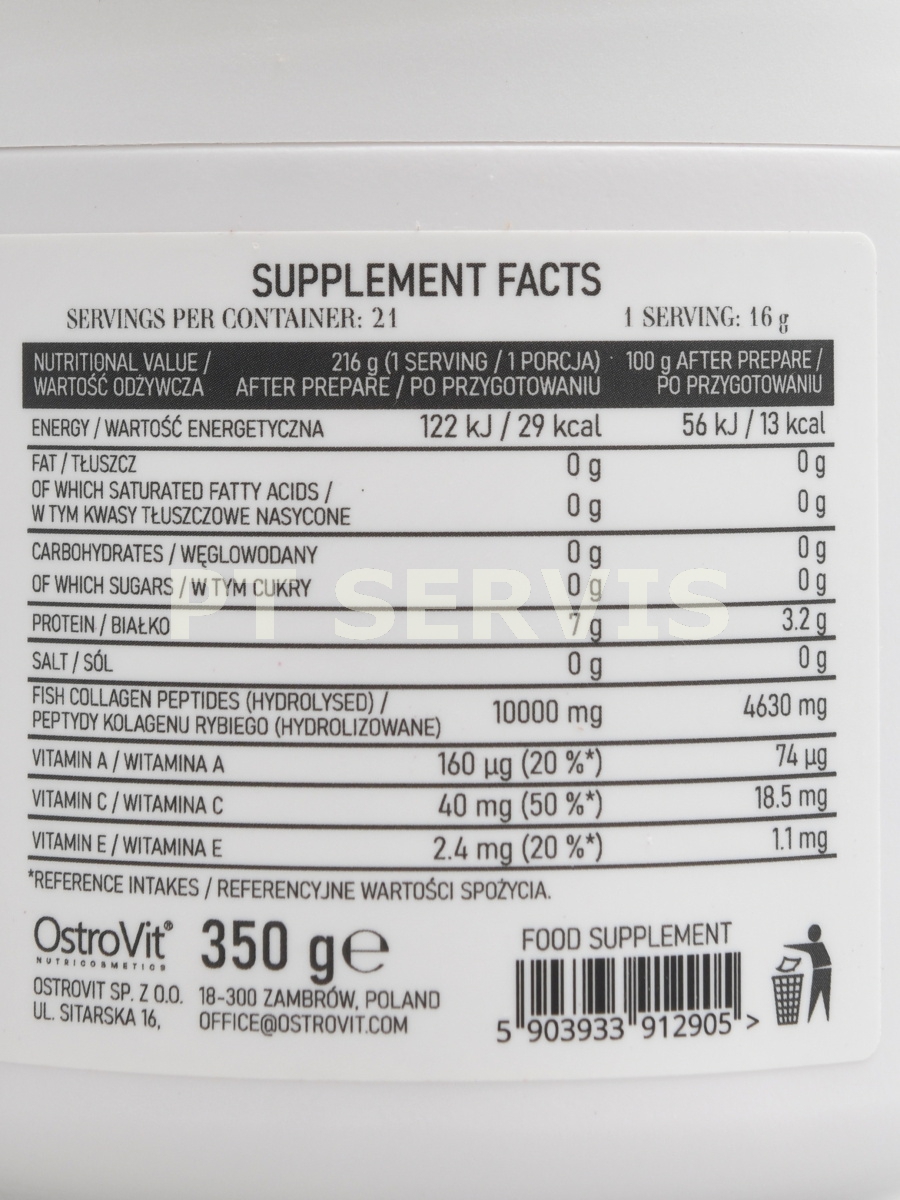 SUPPLEMENT FACTS
SERVINGS PER CONTAINER: 21 1 SERVING: 16 g
NUTRITIONAL VALUE / 216 g (1 SERVING / 1 PORCJA) 100 g AFTER PREPARE /
WARTOŚĆ ODŻYWCZA AFTER PREPARE / PO PRZYGOTOWANIU PO PRZYGOTOWANIU
ENERGY / WARTOŚĆ ENERGETYCZNA 122 kJ / 29 kcal 56 kJ / 13 kcal
FAT / TŁUSZCZ 0 g 0 g
OF WHICH SATURATED FATTY ACIDS /
W TYM KWASY TŁUSZCZOWE NASYCONE 0 g 0 g
CARBOHYDRATES / WĘGLOWODANY 0 g 0 g
OF WHICH SUGARS / W TYM CUKRY 0 g 0 g
PT SERVIS
PROTEIN / BIAŁKO 7 g 3.2 g
SALT / SÓL 0 g 0 g
FISH COLLAGEN PEPTIDES (HYDROLYSED) /
PEPTYDY KOLAGENU RYBIEGO (HYDROLIZOWANE) 10000 mg 4630 mg
VITAMIN A / WITAMINA A 160 µg (20 %*) 74 µg
VITAMIN C / WITAMINA C 40 mg (50 %*) 18.5 mg
VITAMIN E / WITAMINA E 2.4 mg (20 %*) 1.1 mg
*REFERENCE INTAKES / REFERENCYJNE WARTOŚCI SPOŻYCIA.
OstroVit® 350 g e
NUTRICOSMETICS
FOOD SUPPLEMENT
OSTROVIT SP. Z O.O. 18-300 ZAMBRÓW, POLAND
UL. SITARSKA 16, OFFICE@OSTROVIT.COM
5 903933 912905 >